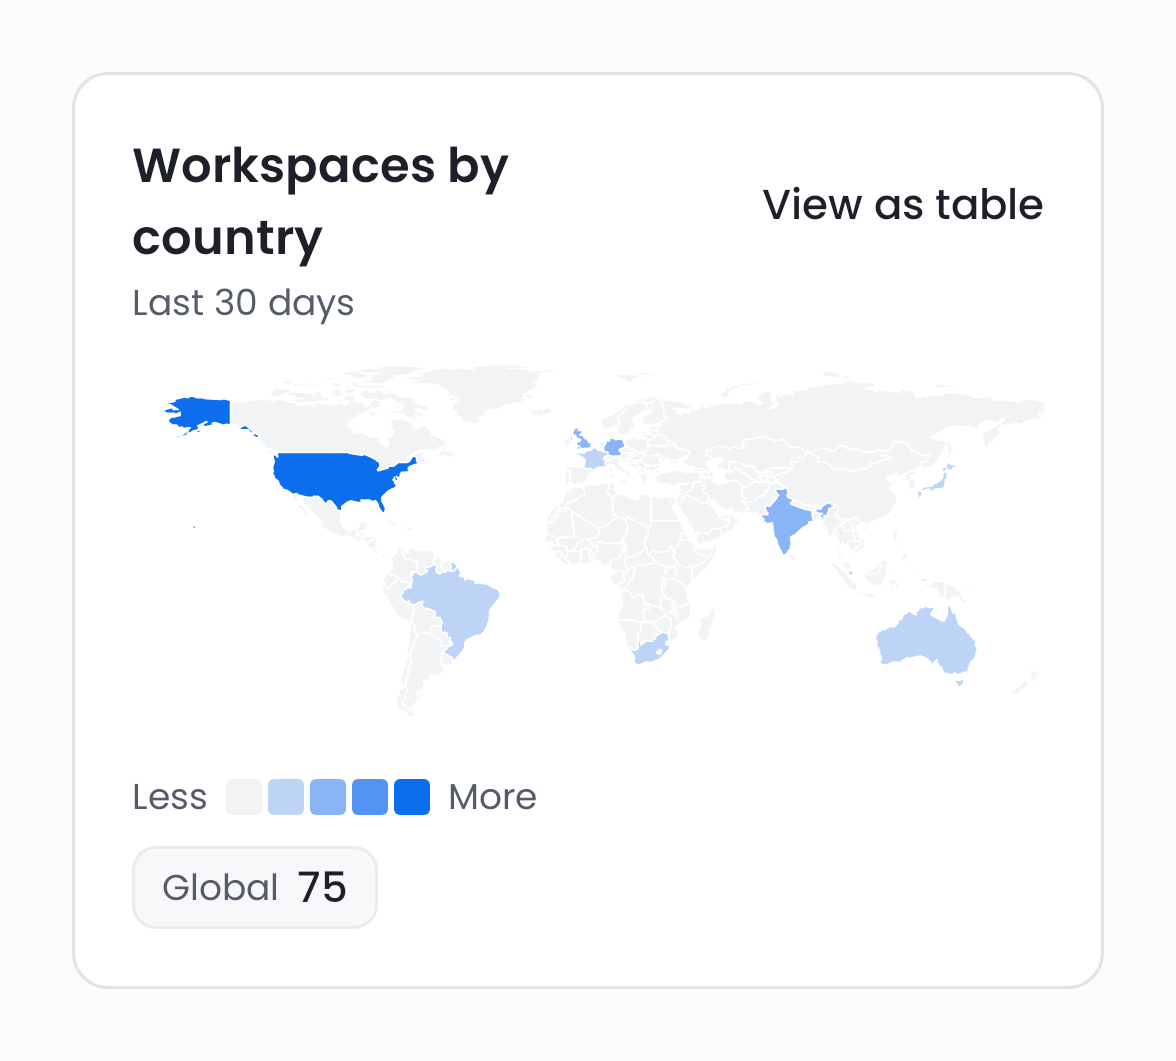 Workspaces by
country
View as table
Last 30 days
Less More
Global 75